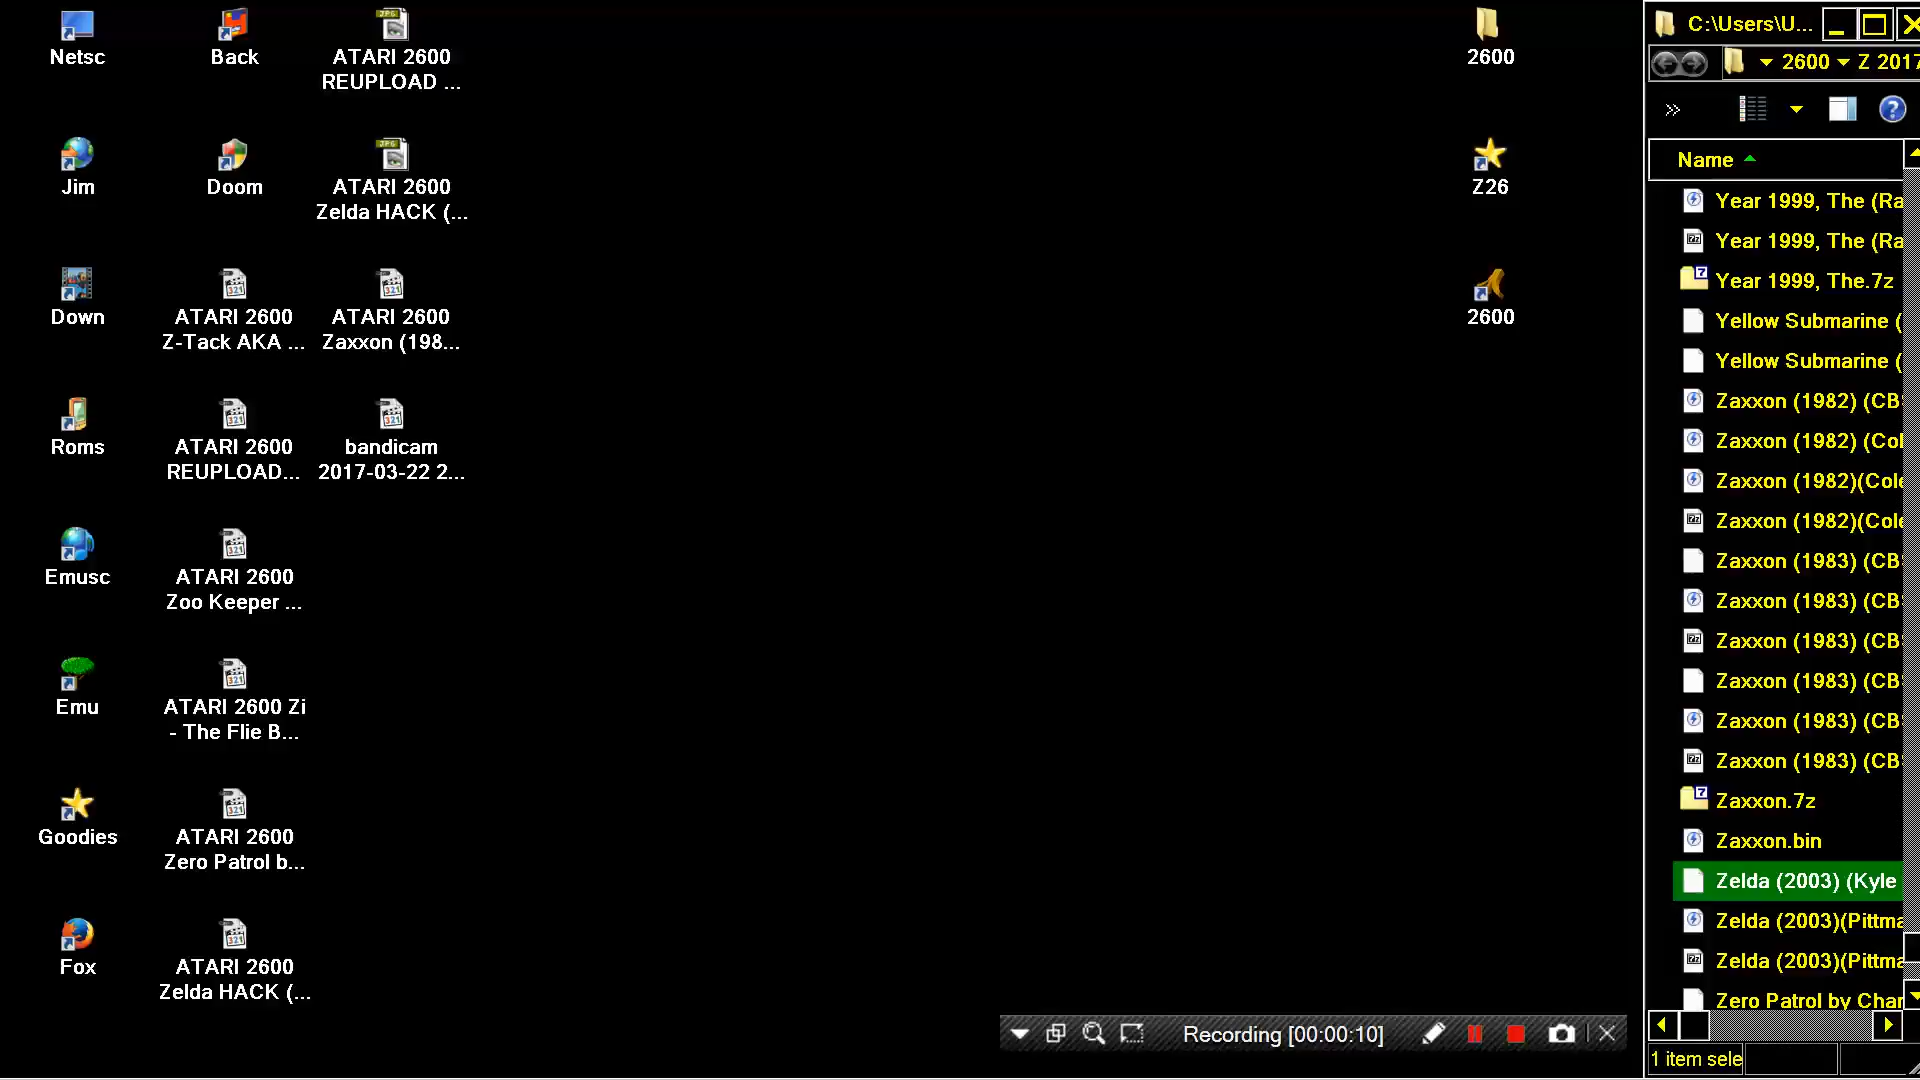 Netsc
Back
ATARI 2600
REUPLOAD ...
2600
Jim
Doom
ATARI 2600
Zelda HACK (...
Z26
Down
ATARI 2600
Z-Tack AKA ...
ATARI 2600
Zaxxon (198...
2600
Roms
ATARI 2600
REUPLOAD...
bandicam
2017-03-22 2...
Emusc
ATARI 2600
Zoo Keeper ...
Emu
ATARI 2600 Zi
- The Flie B...
Goodies
ATARI 2600
Zero Patrol b...
Fox
ATARI 2600
Zelda HACK (...
Recording [00:00:10]
C:\Users\U...
2600 Z 2017
Name
Year 1999, The (Ra
Year 1999, The (Ra
Year 1999, The.7z
Yellow Submarine (
Yellow Submarine (
Zaxxon (1982) (CB
Zaxxon (1982) (Col
Zaxxon (1982)(Cole
Zaxxon (1982)(Cole
Zaxxon (1983) (CB
Zaxxon (1983) (CB
Zaxxon (1983) (CB
Zaxxon (1983) (CB
Zaxxon (1983) (CB
Zaxxon (1983) (CB
Zaxxon.7z
Zaxxon.bin
Zelda (2003) (Kyle
Zelda (2003)(Pittma
Zelda (2003)(Pittma
Zero Patrol by Char
1 item sele